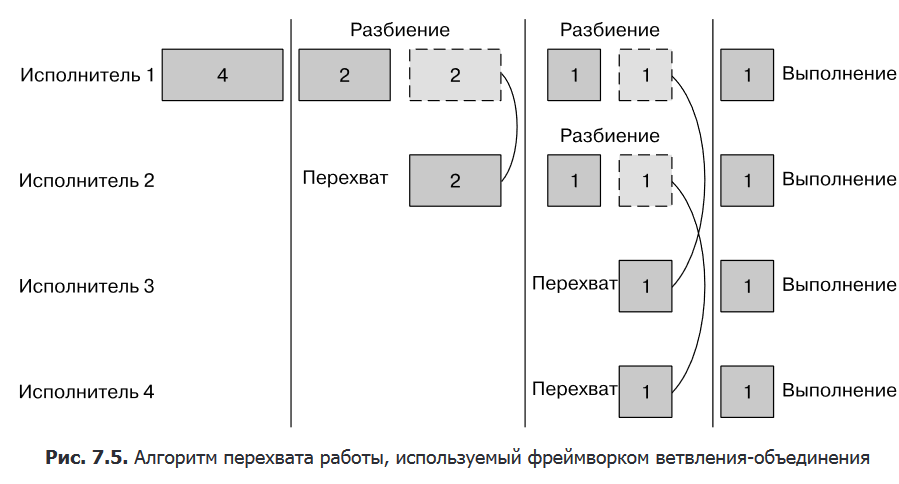 Разбиение Разбиение
Исполнитель 1 4 2 2 1 1 1 Выполнение
Разбиение
Исполнитель 2 Перехват 2 1 1 1 Выполнение
Исполнитель 3 Перехват 1 1 Выполнение
Исполнитель 4 Перехват 1 1 Выполнение
Рис. 7.5. Алгоритм перехвата работы, используемый фреймворком ветвления-объединения